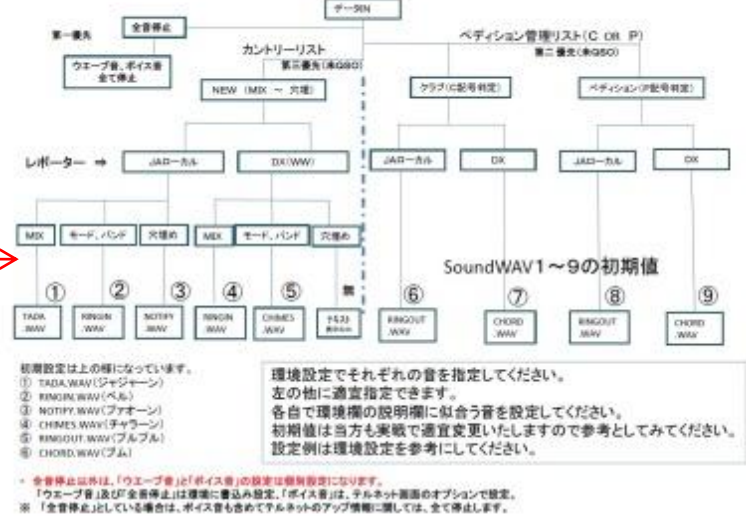 データIN
第一優先
全音停止
ウエーブ音、ボイス音
全て停止
カントリーリスト
第三優先(未QSO)
NEW (MIX ～ 穴埋)
ペディション管理リスト(C OR P)
第二優先(未QSO)
クラブ(C記号判定)
ペディション(P記号判定)
レポーター ⇒
JAローカル
DX(WW)
JAローカル
DX
JAローカル
DX
MIX
モード、バンド
穴埋め
MIX
モード、バンド
穴埋め
SoundWAV1～9の初期値
① ② ③ ④ ⑤ 無 ⑥ ⑦ ⑧ ⑨
TADA
.WAV
RINGIN
.WAV
NOTIFY
.WAV
RINGIN
.WAV
CHIMES
.WAV
テキスト
RINGOUT
.WAV
CHORD
.WAV
RINGOUT
.WAV
CHORD
.WAV
初期設定は上の様になっています。
① TADA.WAV(ジャジャーン)
② RINGIN.WAV(ベル)
③ NOTIFY.WAV(ファオーン)
④ CHIMES.WAV(チャラーン)
⑤ RINGOUT.WAV(プルプル)
⑥ CHORD.WAV(ブム)
環境設定でそれぞれの音を指定してください。
左の他に適宜指定できます。
各自で環境欄の説明欄に似合う音を設定してください。
初期値は当方も実戦で適宜変更いたしますので参考としてみてください。
設定例は環境設定を参考にしてください。
・ 全音停止以外は、「ウエーブ音」と「ボイス音」の設定は個別設定になります。
「ウエーブ音」及び「全音停止」は環境に書込み設定、「ボイス音」は、テルネット画面のオプションで設定。
※ 「全音停止」としている場合は、ボイス音も含めてテルネットのアップ情報に関しては、全て停止します。